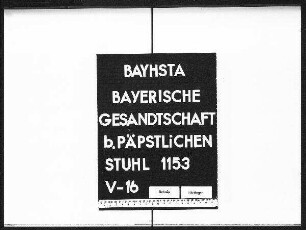 BAYHSTA
BAYERISCHE
GESANDTSCHAFT
b. PÄPSTLiCHEN
STUHL 1153
V-16